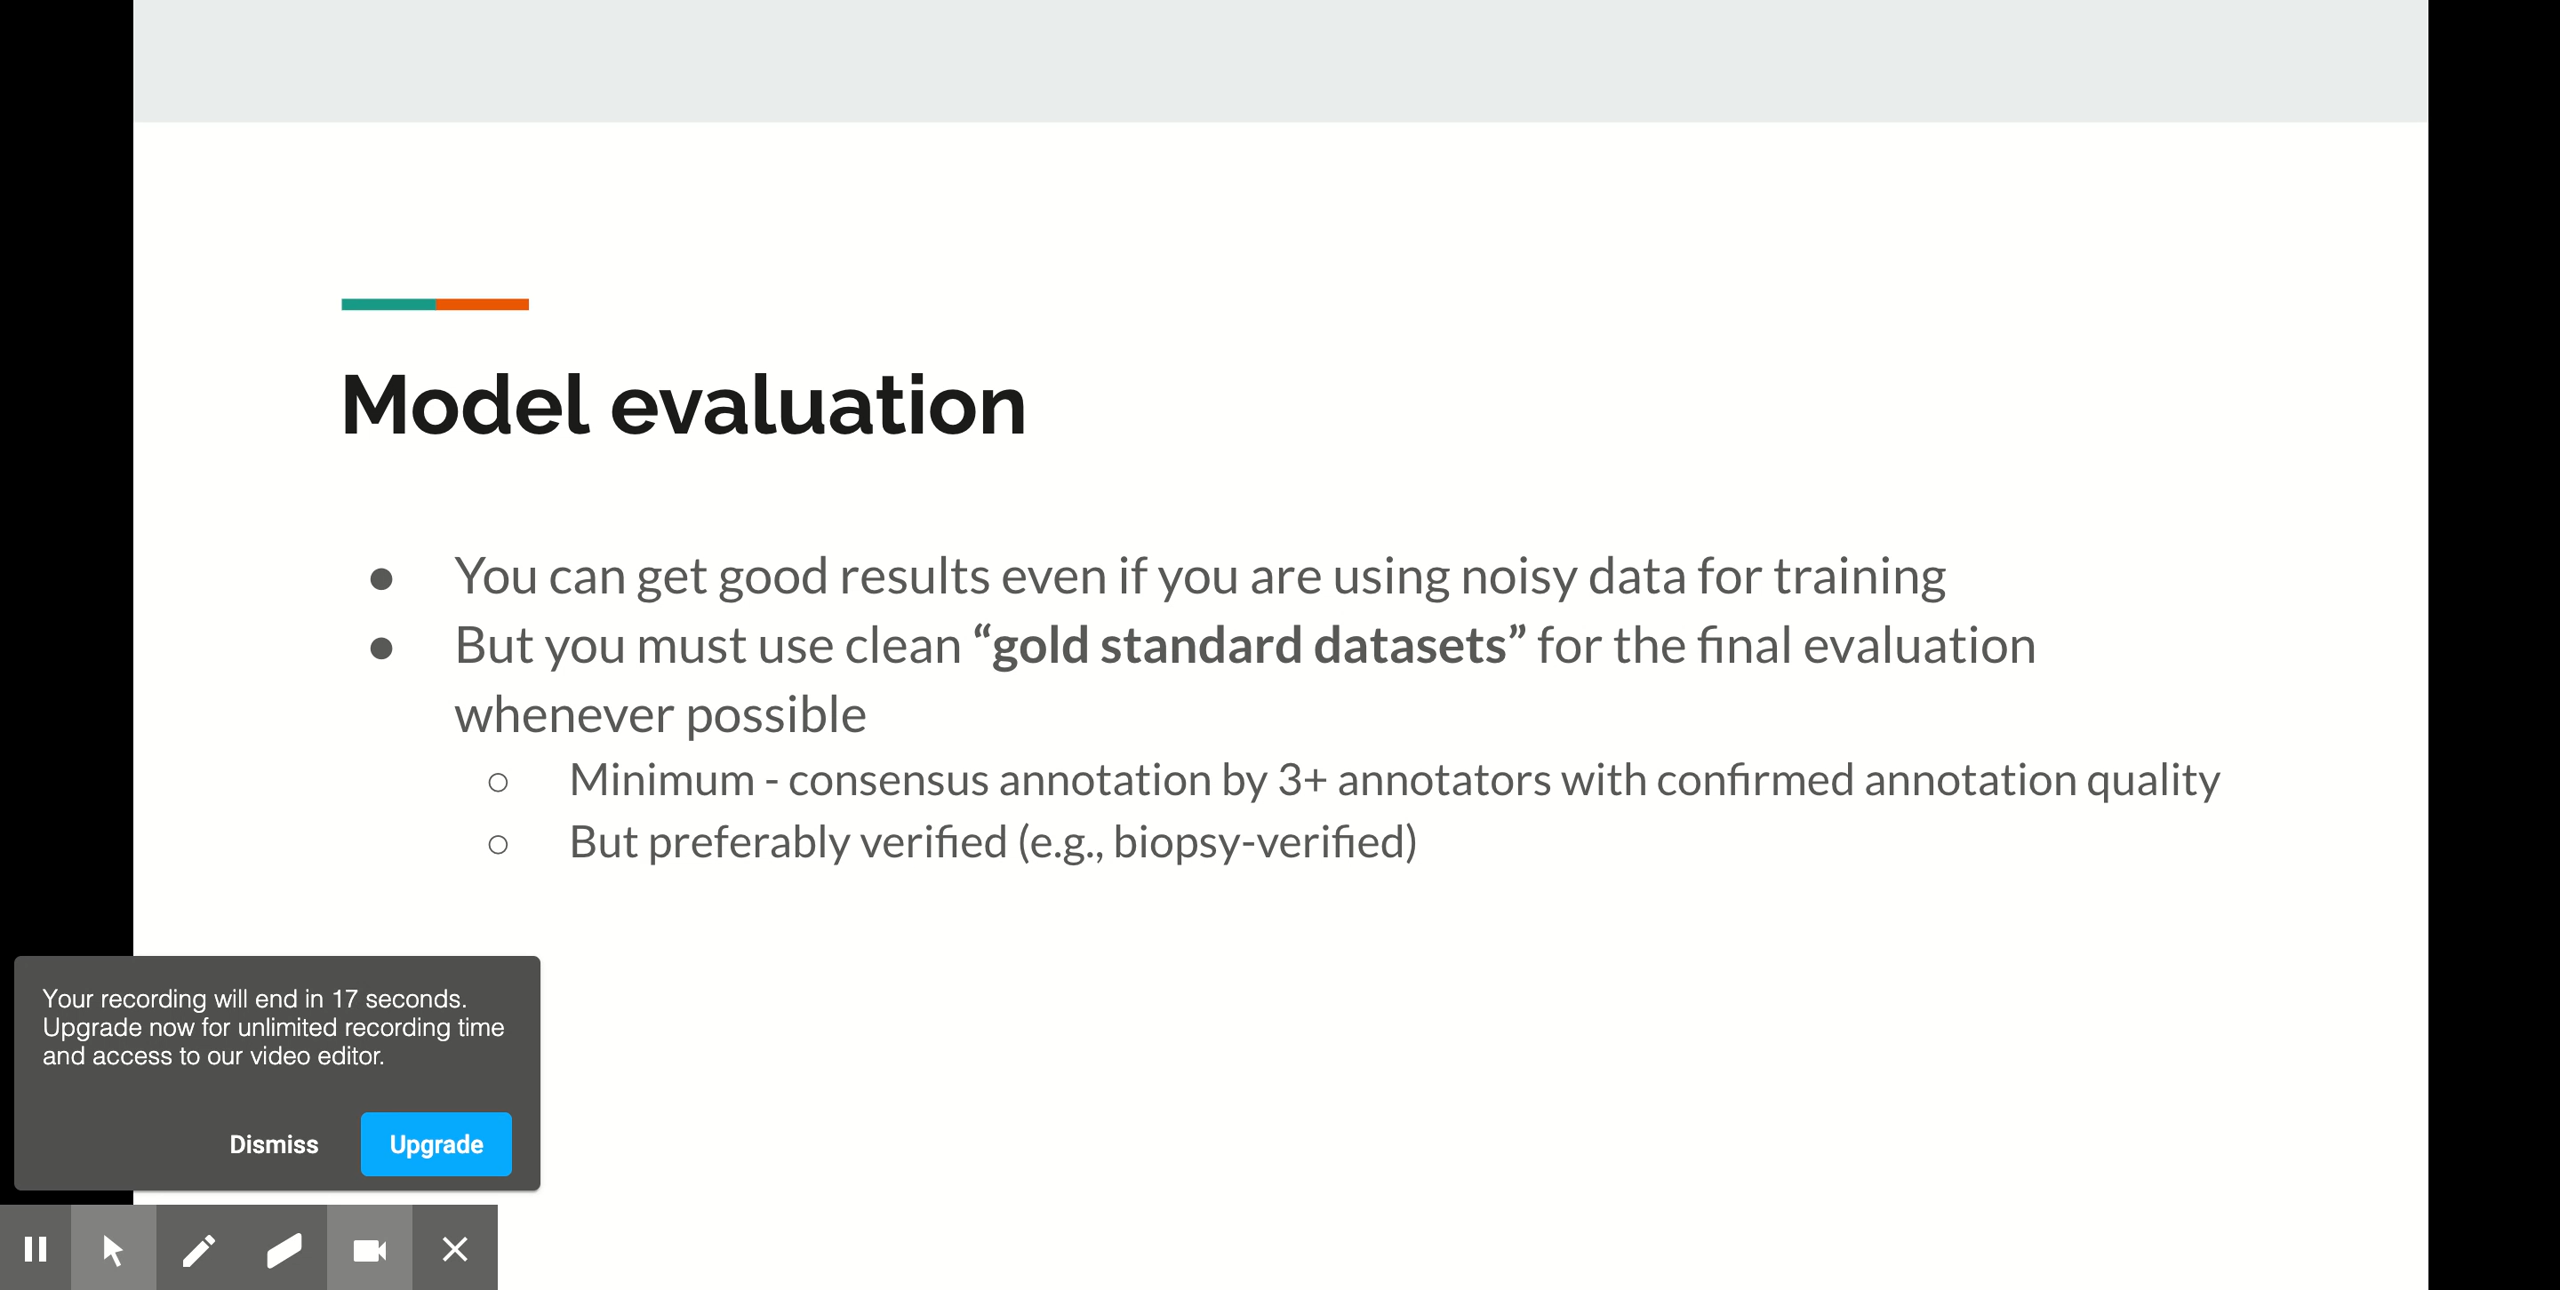 Model evaluation
● You can get good results even if you are using noisy data for training
● But you must use clean “gold standard datasets” for the final evaluation
whenever possible
○ Minimum - consensus annotation by 3+ annotators with confirmed annotation quality
○ But preferably verified (e.g., biopsy-verified)
Your recording will end in 17 seconds.
Upgrade now for unlimited recording time
and access to our video editor.
Dismiss Upgrade